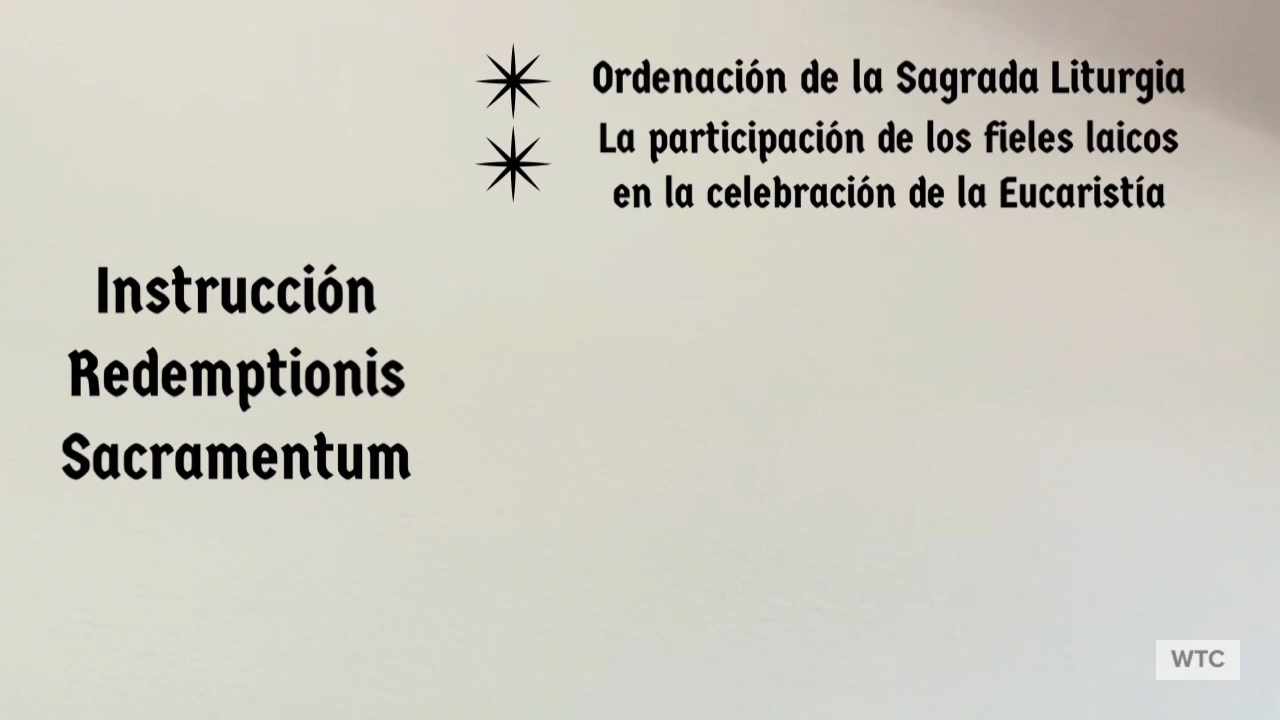 Ordenación de la Sagrada Liturgia
La participación de los fieles laicos
en la celebración de la Eucaristía
Instrucción
Redemptionis
Sacramentum
WTC